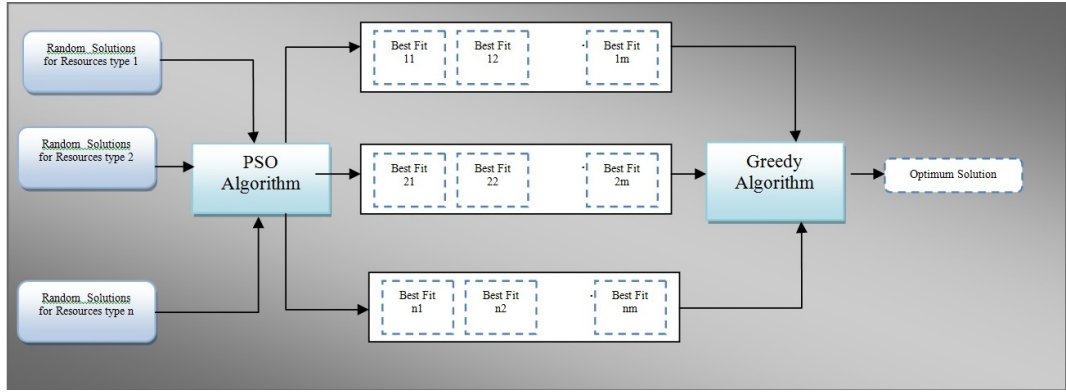 Random Solutions
for Resources type 1
Random Solutions
for Resources type 2
Random Solutions
for Resources type n
PSO
Algorithm
Best Fit
11
Best Fit
12
Best Fit
1m
Best Fit
21
Best Fit
22
Best Fit
2m
Best Fit
n1
Best Fit
n2
Best Fit
nm
Greedy
Algorithm
Optimum Solution